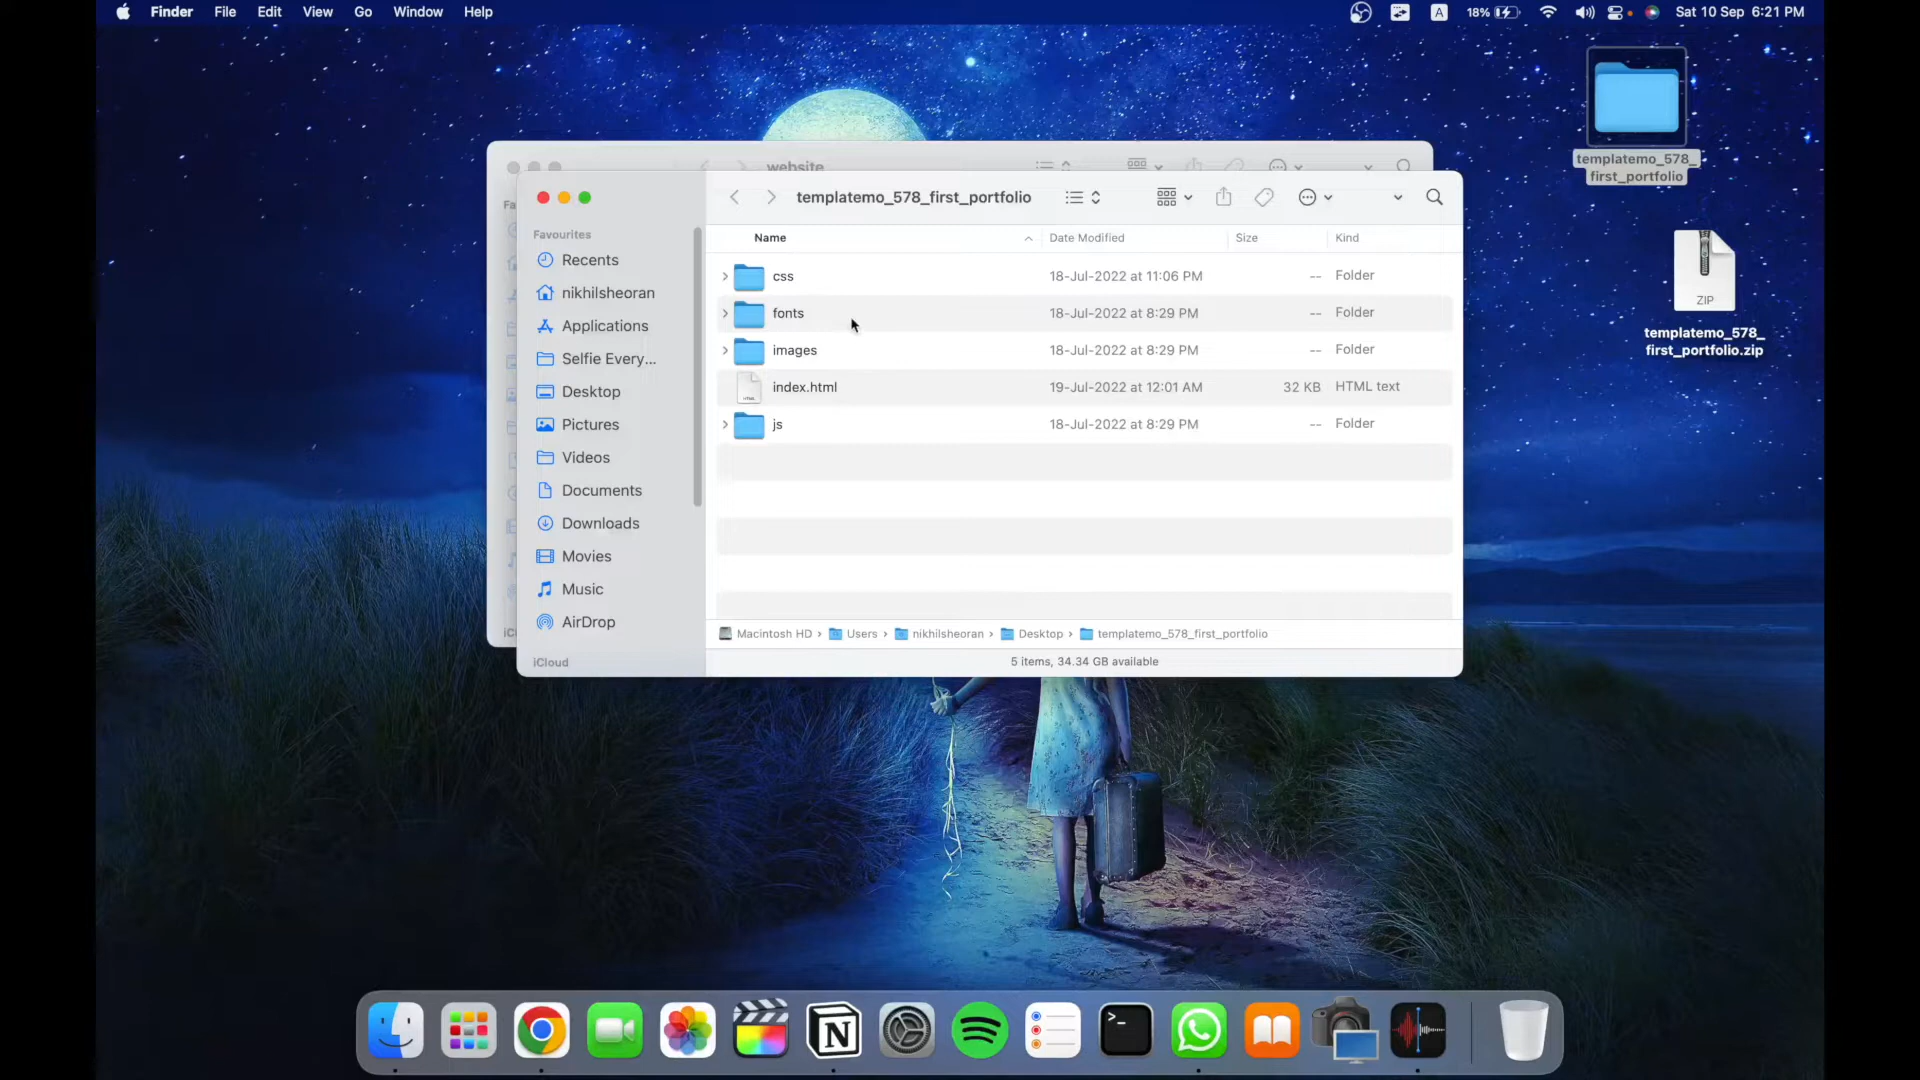 Finder File Edit View Go Window Help
A 18% Sat 10 Sep 6:21 PM
templatemo_578_
first_portfolio
ZIP
templatemo_578_
first_portfolio.zip
website
templatemo_578_first_portfolio
Favourites
Recents
nikhilsheoran
Applications
Selfie Every...
Desktop
Pictures
Videos
Documents
Downloads
Movies
Music
AirDrop
iCloud
Name Date Modified Size Kind
css 18-Jul-2022 at 11:06 PM -- Folder
fonts 18-Jul-2022 at 8:29 PM -- Folder
images 18-Jul-2022 at 8:29 PM -- Folder
index.html 19-Jul-2022 at 12:01 AM 32 KB HTML text
js 18-Jul-2022 at 8:29 PM -- Folder
Macintosh HD › Users › nikhilsheoran › Desktop › templatemo_578_first_portfolio
5 items, 34.34 GB available